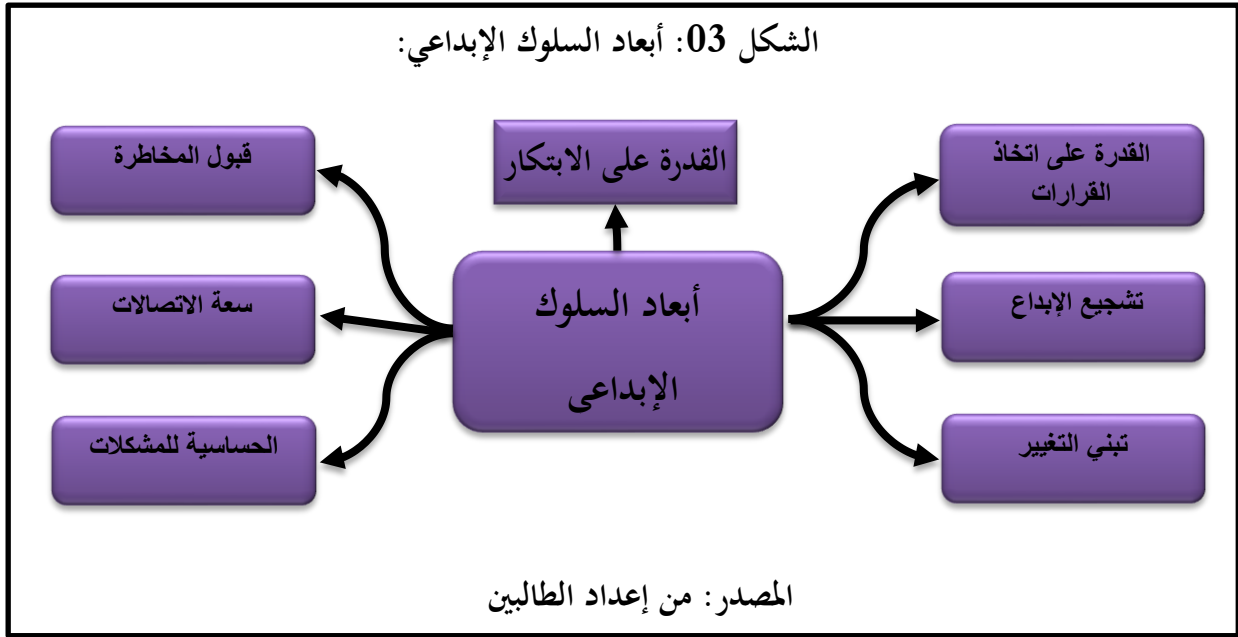 الشكل 03: أبعاد السلوك الإبداعي:
القدرة على اتخاذ
القرارات
تشجيع الإبداع
تبني التغيير
القدرة على الابتكار
أبعاد السلوك
الإبداعى
قبول المخاطرة
سعة الاتصالات
الحساسية للمشكلات
المصدر: من إعداد الطالبين